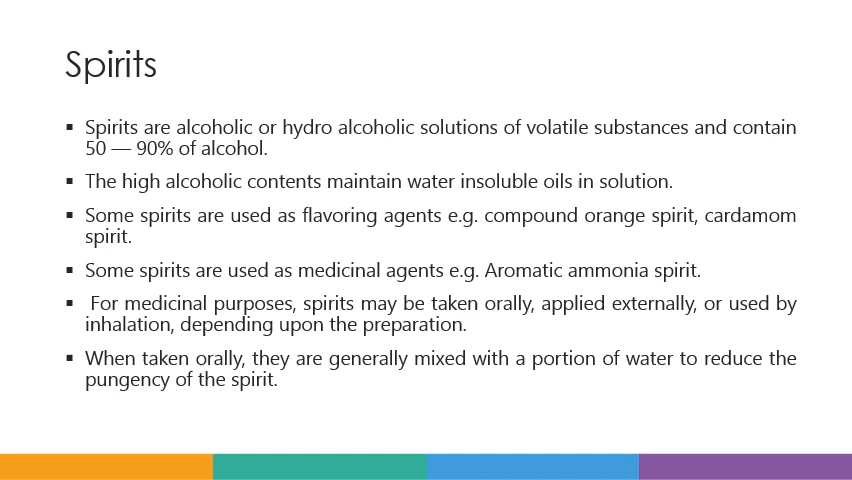 Spirits
▪ Spirits are alcoholic or hydro alcoholic solutions of volatile substances and contain
50 — 90% of alcohol.
▪ The high alcoholic contents maintain water insoluble oils in solution.
▪ Some spirits are used as flavoring agents e.g. compound orange spirit, cardamom
spirit.
▪ Some spirits are used as medicinal agents e.g. Aromatic ammonia spirit.
▪ For medicinal purposes, spirits may be taken orally, applied externally, or used by
inhalation, depending upon the preparation.
▪ When taken orally, they are generally mixed with a portion of water to reduce the
pungency of the spirit.